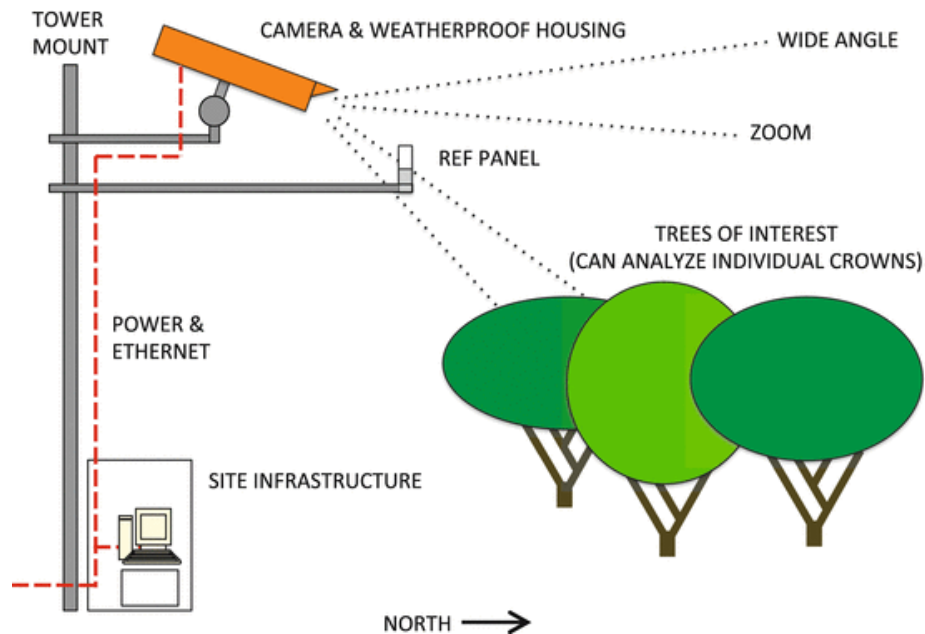 TOWER
MOUNT
CAMERA & WEATHERPROOF HOUSING
WIDE ANGLE
ZOOM
REF PANEL
TREES OF INTEREST
(CAN ANALYZE INDIVIDUAL CROWNS)
POWER &
ETHERNET
SITE INFRASTRUCTURE
NORTH